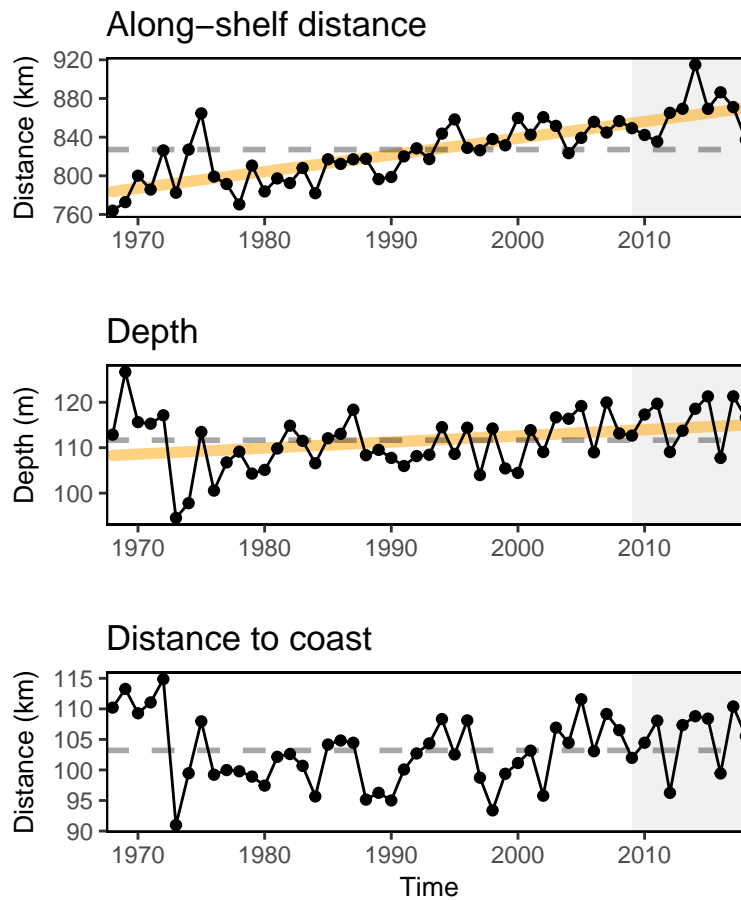 Along−shelf distance
Distance (km)
920
880
840
800
760
1970 1980 1990 2000 2010
Depth
Depth (m)
120
110
100
1970 1980 1990 2000 2010
Distance to coast
Distance (km)
115
110
105
100
95
90
1970 1980 1990 2000 2010
Time